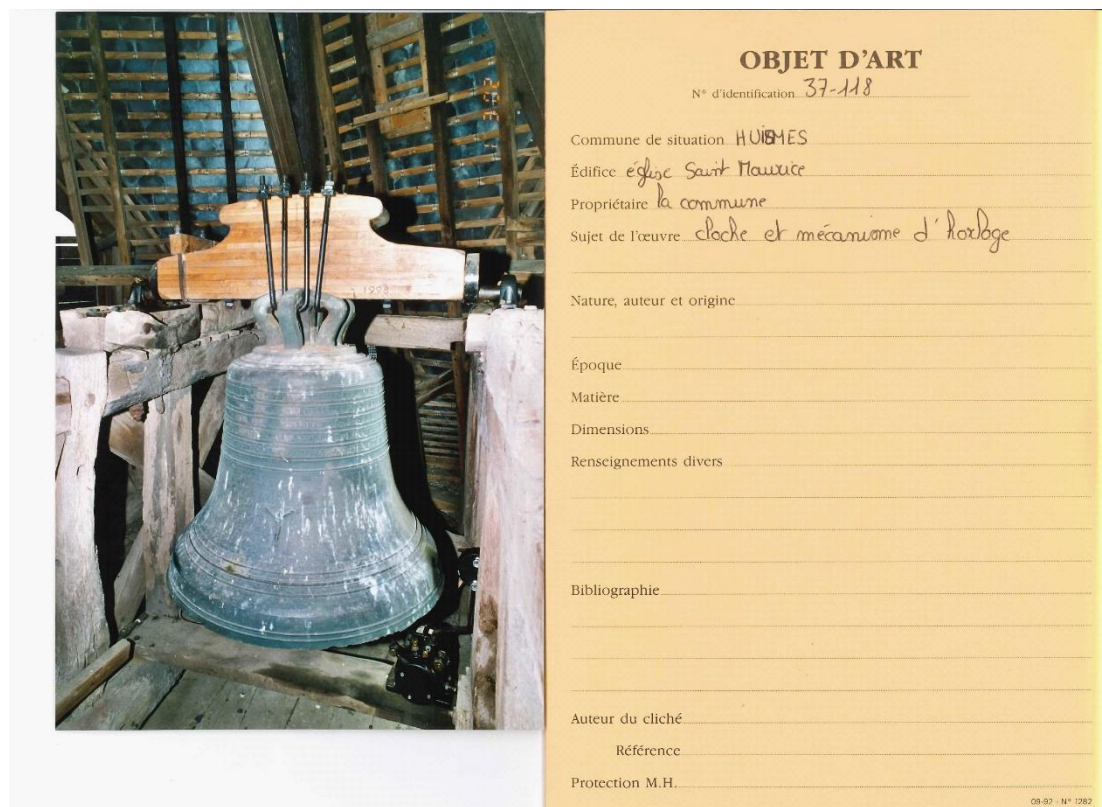 1998
OBJET D'ART
N° d'identification 37-118
Commune de situation HUISMES
Édifice église Saint Maurice
Propriétaire la commune
Sujet de l'œuvre cloche et mécanisme d'horloge
Nature, auteur et origine
Époque
Matière
Dimensions
Renseignements divers
Bibliographie
Auteur du cliché
Référence
Protection M.H.
09-92 - N° 1282